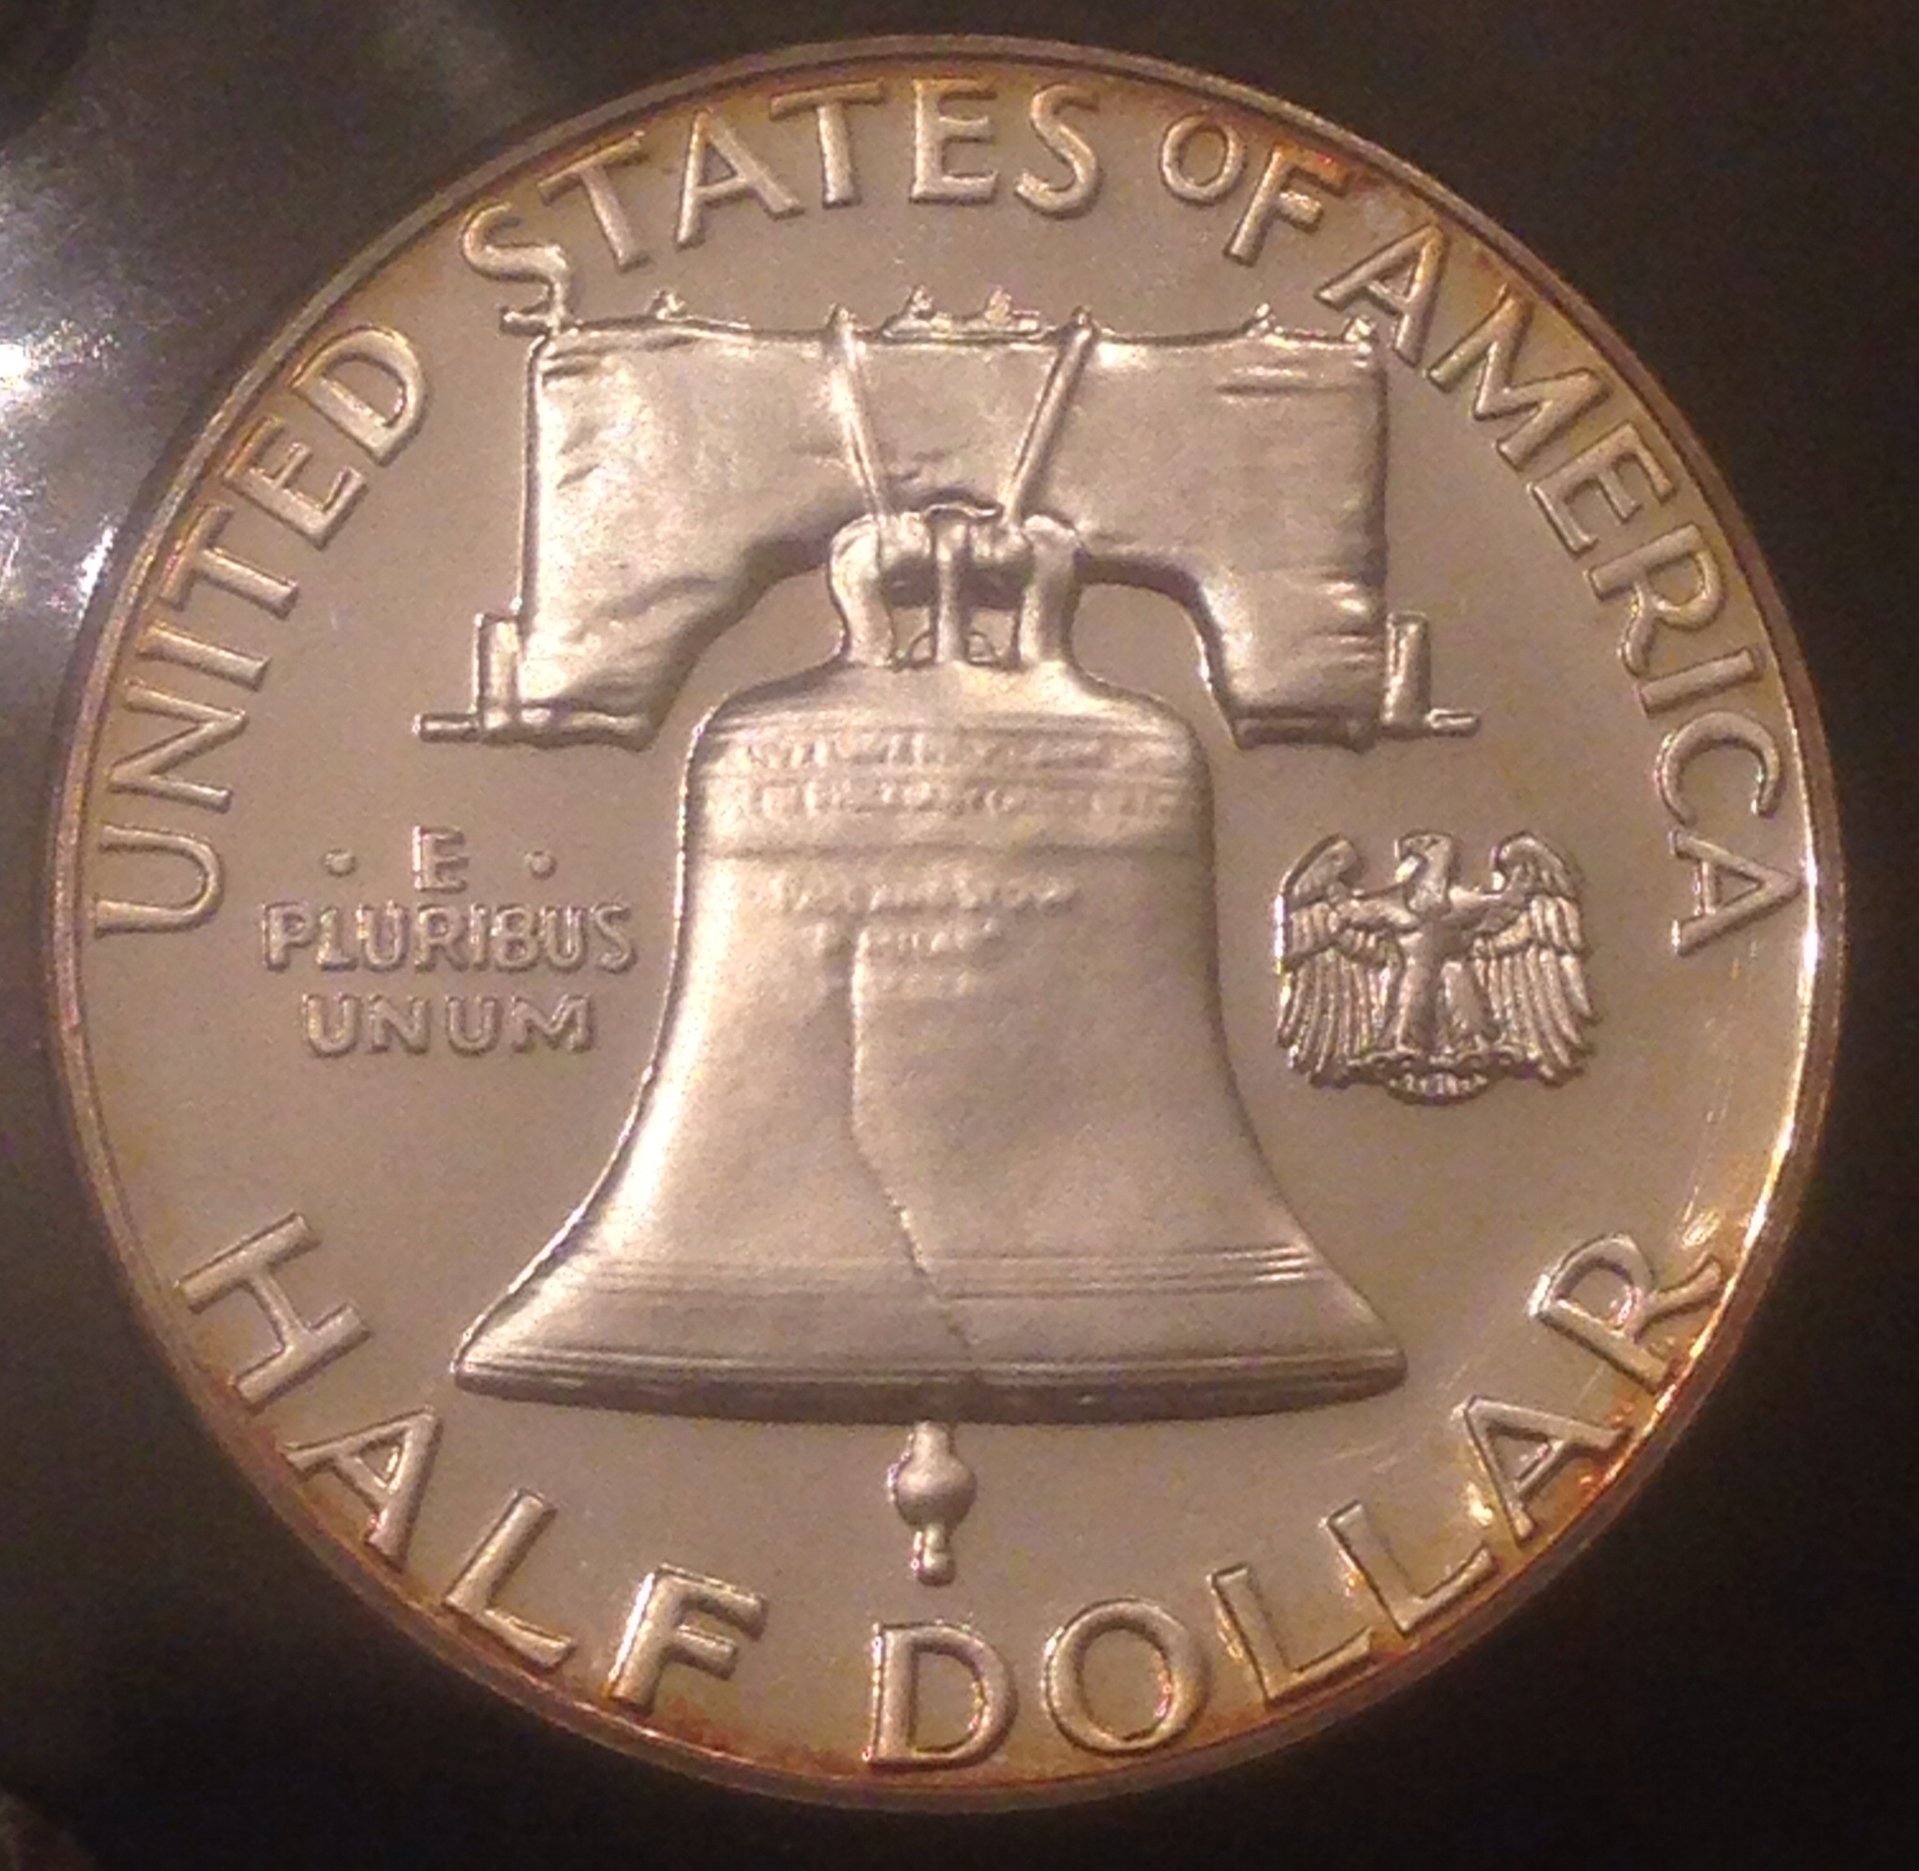 UNITED STATES OF AMERICA
· E ·
PLURIBUS
UNUM
HALF DOLLAR